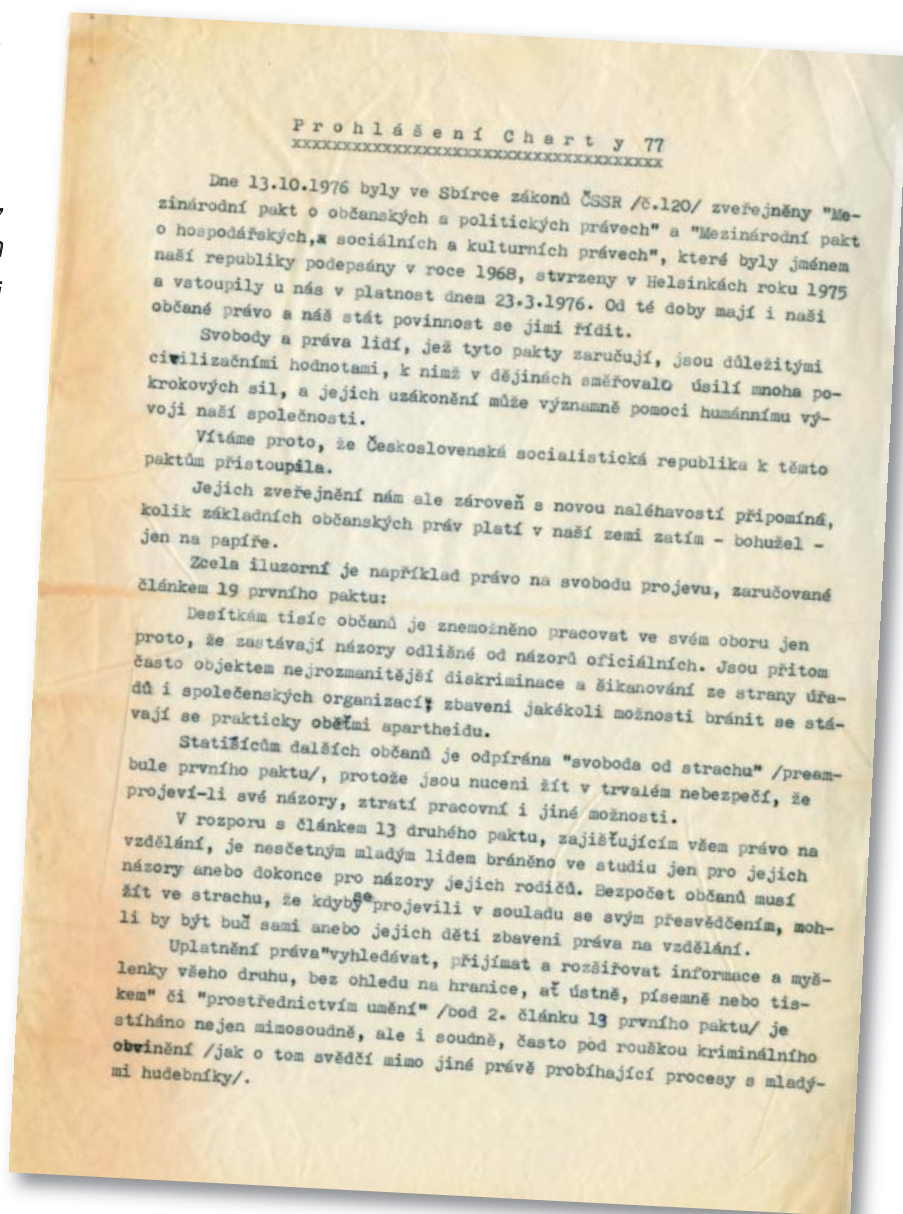 Prohlášení Charty 77
xxxxxxxxxxxxxxxxxxxxxxxxxxxxxxxxxxxx
Dne 13.10.1976 byly ve Sbírce zákonů ČSSR /č.120/ zveřejněny "Me-
zinárodní pakt o občanských a politických právech" a "Mezinárodní pakt
o hospodářských, sociálních a kulturních právech", které byly jménem
naší republiky podepsány v roce 1968, stvrzeny v Helsinkách roku 1975
a vstoupily u nás v platnost dnem 23.3.1976. Od té doby mají i naši
občané právo a náš stát povinnost se jimi řídit.
Svobody a práva lidí, jež tyto pakty zaručují, jsou důležitými
civilizačními hodnotami, k nimž v dějinách směřovalo úsilí mnoha po-
krokových sil, a jejich uzákonění může významně pomoci humánnímu vý-
voji naší společnosti.
Vítáme proto, že Československá socialistická republika k těmto
paktům přistoupila.
Jejich zveřejnění nám ale zároveň s novou naléhavostí připomíná,
kolik základních občanských práv platí v naší zemi zatím - bohužel -
jen na papíře.
Zcela iluzorní je například právo na svobodu projevu, zaručované
článkem 19 prvního paktu:
Desítkám tisíc občanů je znemožněno pracovat ve svém oboru jen
proto, že zastávají názory odlišné od názorů oficiálních. Jsou přitom
často objektem nejrozmanitější diskriminace a šikanování ze strany úřa-
dů i společenských organizací; zbaveni jakékoli možnosti bránit se stá-
vají se prakticky oběťmi apartheidu.
Statisícům dalších občanů je odpírána "svoboda od strachu" /pream-
bule prvního paktu/, protože jsou nuceni žít v trvalém nebezpečí, že
projeví-li své názory, ztratí pracovní i jiné možnosti.
V rozporu s článkem 13 druhého paktu, zajišťujícím všem právo na
vzdělání, je nesčetným mladým lidem bráněno ve studiu jen pro jejich
názory anebo dokonce pro názory jejich rodičů. Bezpočet občanů musí
žít ve strachu, že kdyby se projevili v souladu se svým přesvědčením, moh-
li by být buď sami anebo jejich děti zbaveni práva na vzdělání.
Uplatnění práva"vyhledávat, přijímat a rozšiřovat informace a myš-
lenky všeho druhu, bez ohledu na hranice, ať ústně, písemně nebo tis-
kem" či "prostřednictvím umění" /bod 2. článku 19 prvního paktu/ je
stíháno nejen mimosoudně, ale i soudně, často pod rouškou kriminálního
obvinění /jak o tom svědčí mimo jiné právě probíhající procesy s mladý-
mi hudebníky/.